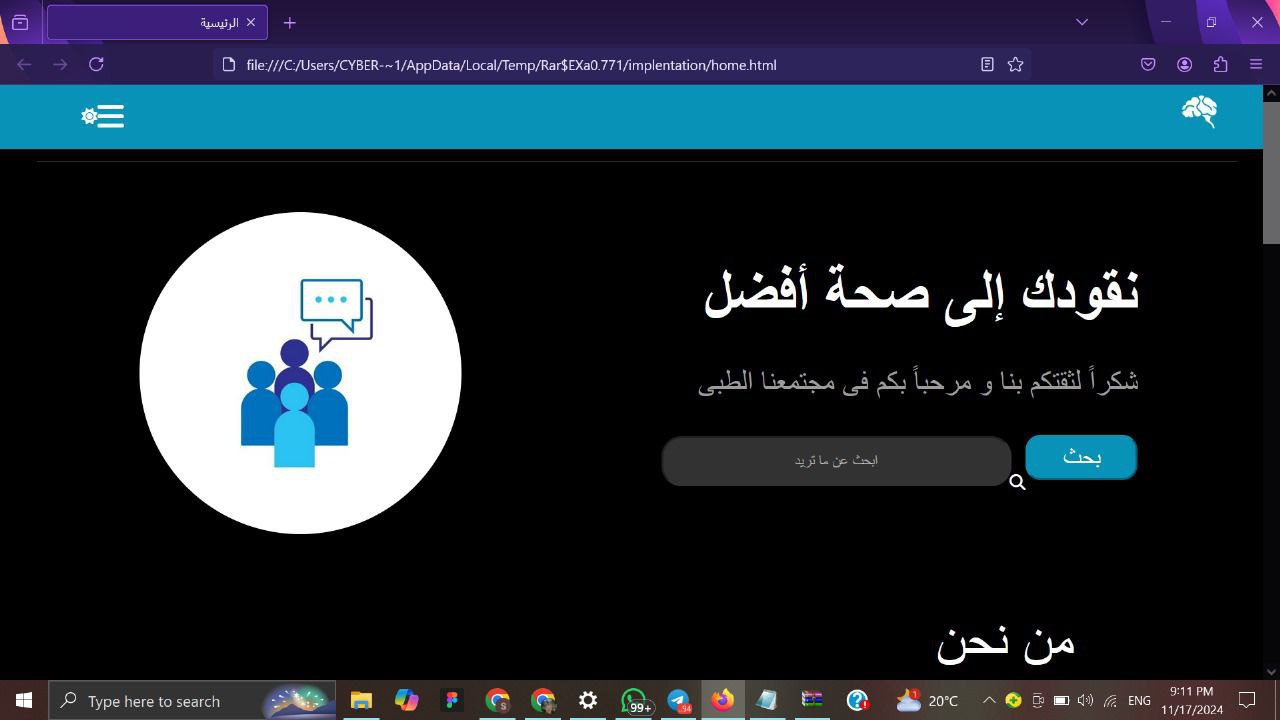 الرئيسية
file:///C:/Users/CYBER-~1/AppData/Local/Temp/Rar$EXa0.771/implentation/home.html
نقودك إلى صحة أفضل
شكراً لثقتكم بنا و مرحباً بكم فى مجتمعنا الطبى
بحث
ابحث عن ما تريد
من نحن
Type here to search
99+
94
1
20°C
ENG
9:11 PM
11/17/2024